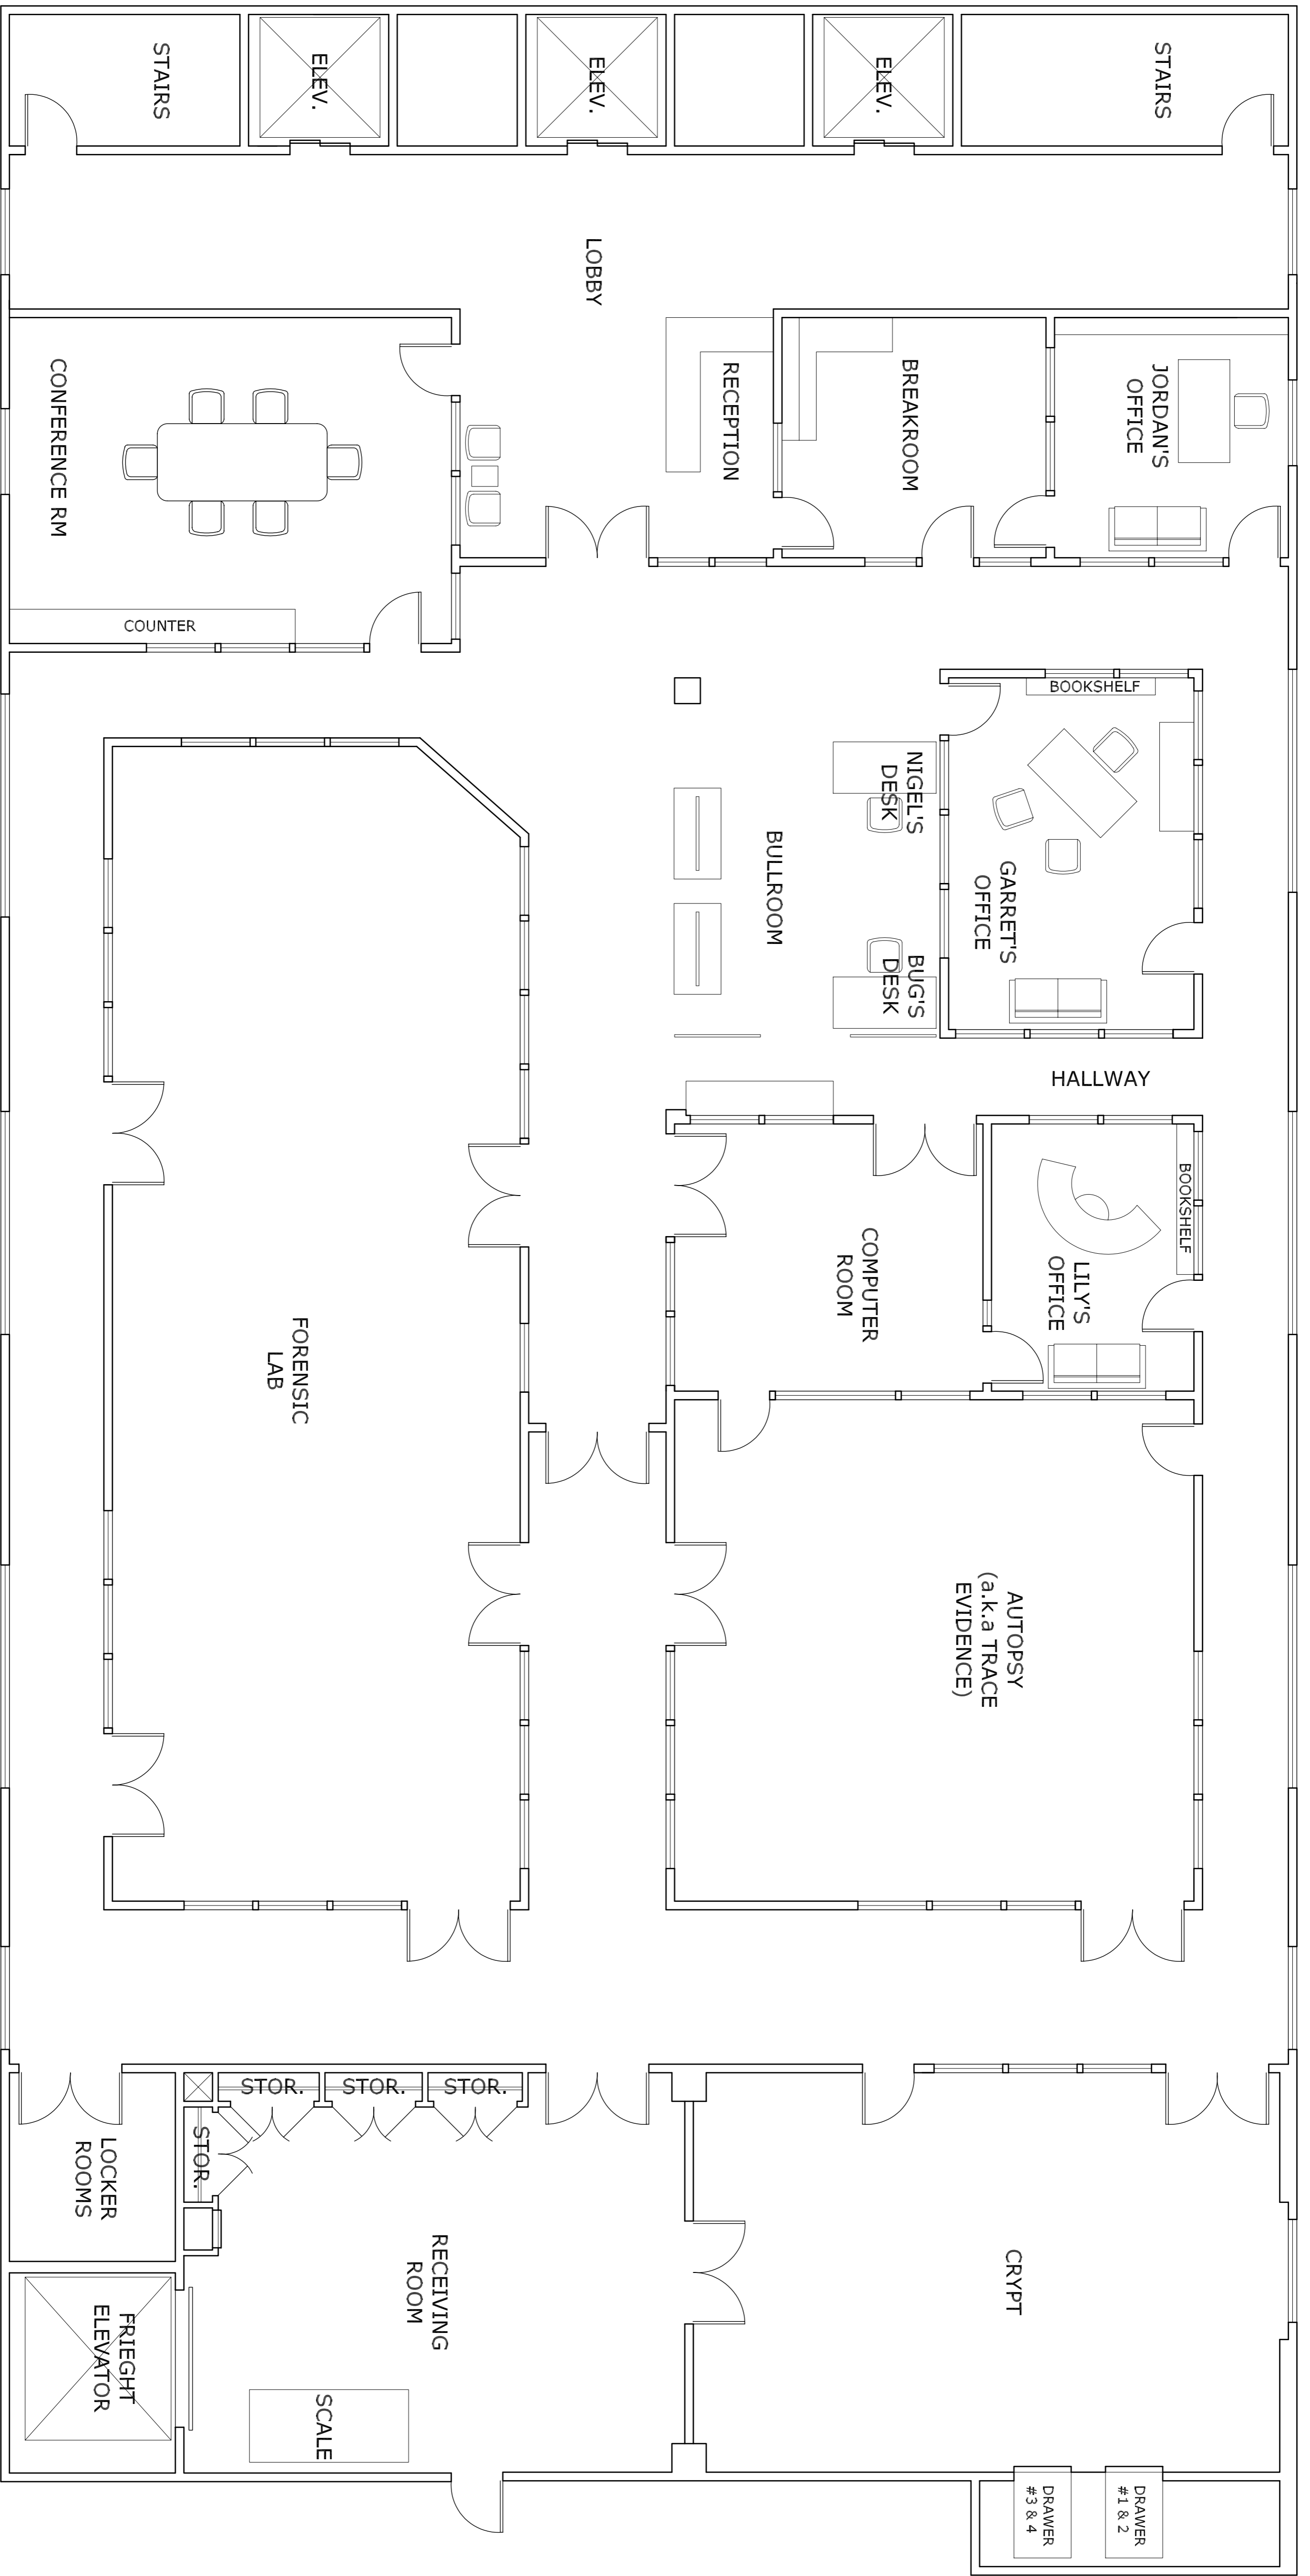 STAIRS
ELEV.
ELEV.
ELEV.
STAIRS
LOBBY
CONFERENCE RM
COUNTER
RECEPTION
BREAKROOM
JORDAN'S
OFFICE
BOOKSHELF
NIGEL'S
DESK
BULLROOM
GARRET'S
OFFICE
BUG'S
DESK
HALLWAY
BOOKSHELF
COMPUTER
ROOM
LILY'S
OFFICE
FORENSIC
LAB
AUTOPSY
(a.k.a TRACE
EVIDENCE)
STOR.
STOR.
STOR.
STOR.
LOCKER
ROOMS
RECEIVING
ROOM
CRYPT
FRIEGHT
ELEVATOR
SCALE
DRAWER
#3 & 4
DRAWER
#1 & 2